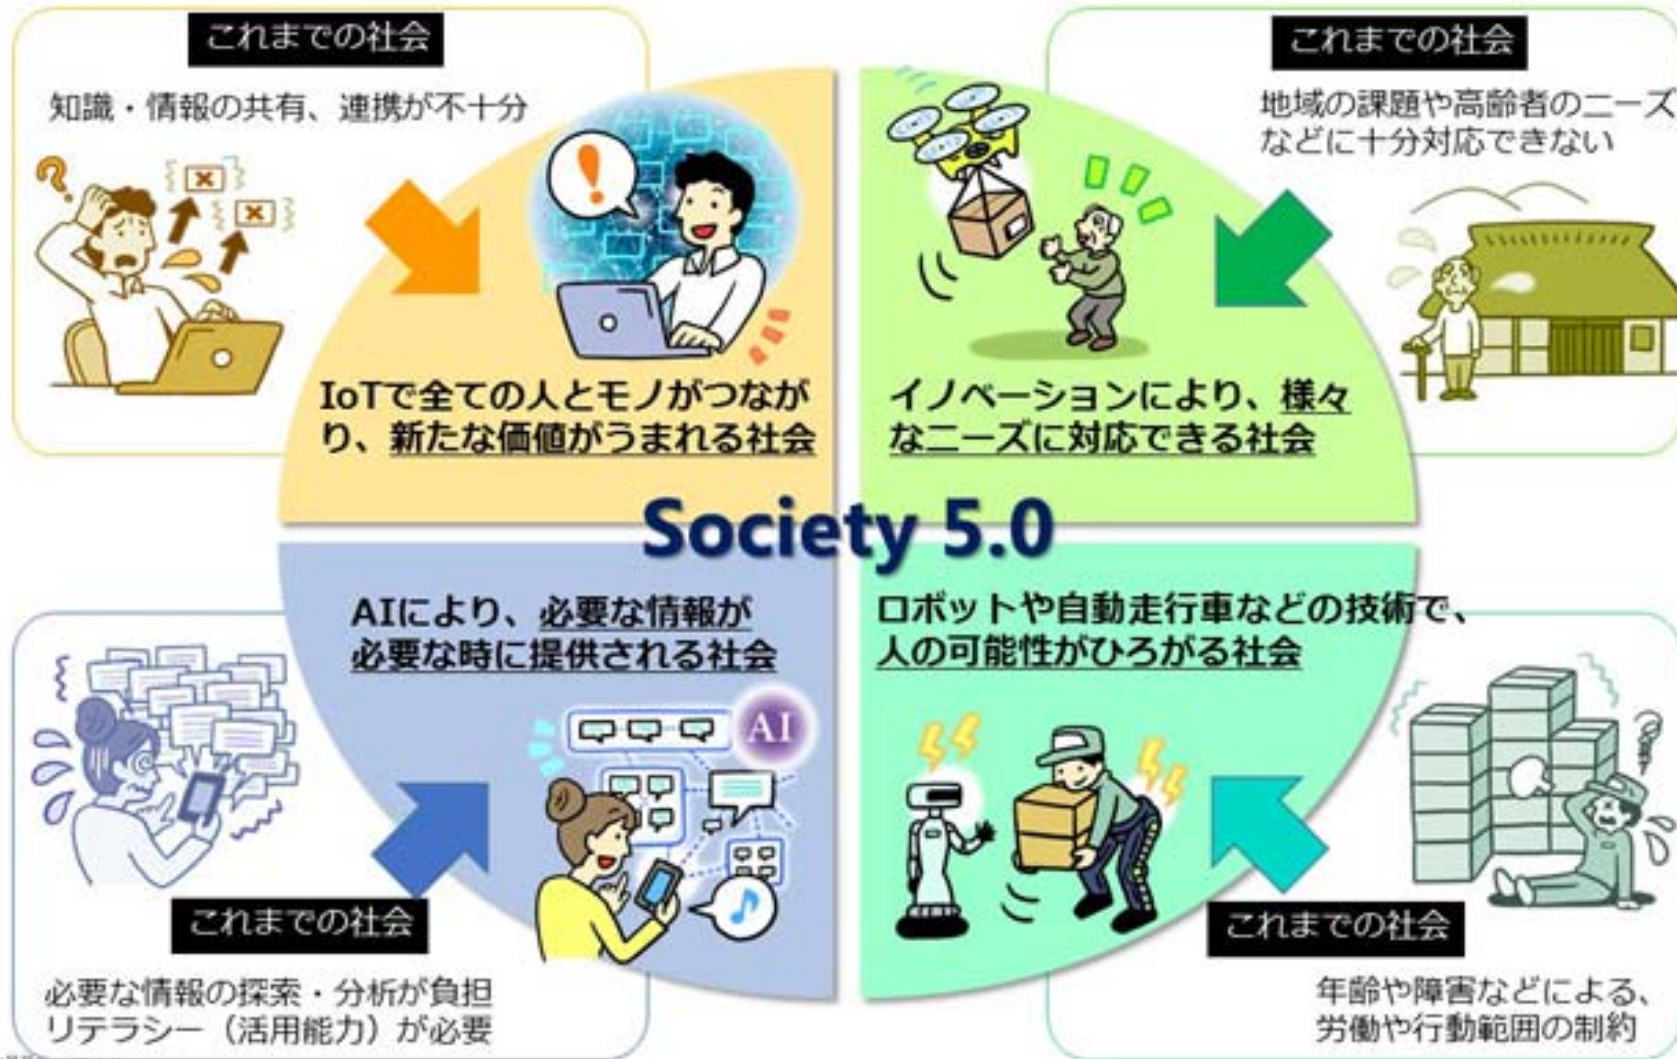 これまでの社会
知識・情報の共有、連携が不十分
IoTで全ての人とモノがつなが
り、新たな価値がうまれる社会
これまでの社会
地域の課題や高齢者のニーズ
などに十分対応できない
イノベーションにより、様々
なニーズに対応できる社会
Society 5.0
AIにより、必要な情報が
必要な時に提供される社会
AI
これまでの社会
必要な情報の探索・分析が負担
リテラシー（活用能力）が必要
ロボットや自動走行車などの技術で、
人の可能性がひろがる社会
これまでの社会
年齢や障害などによる、
労働や行動範囲の制約